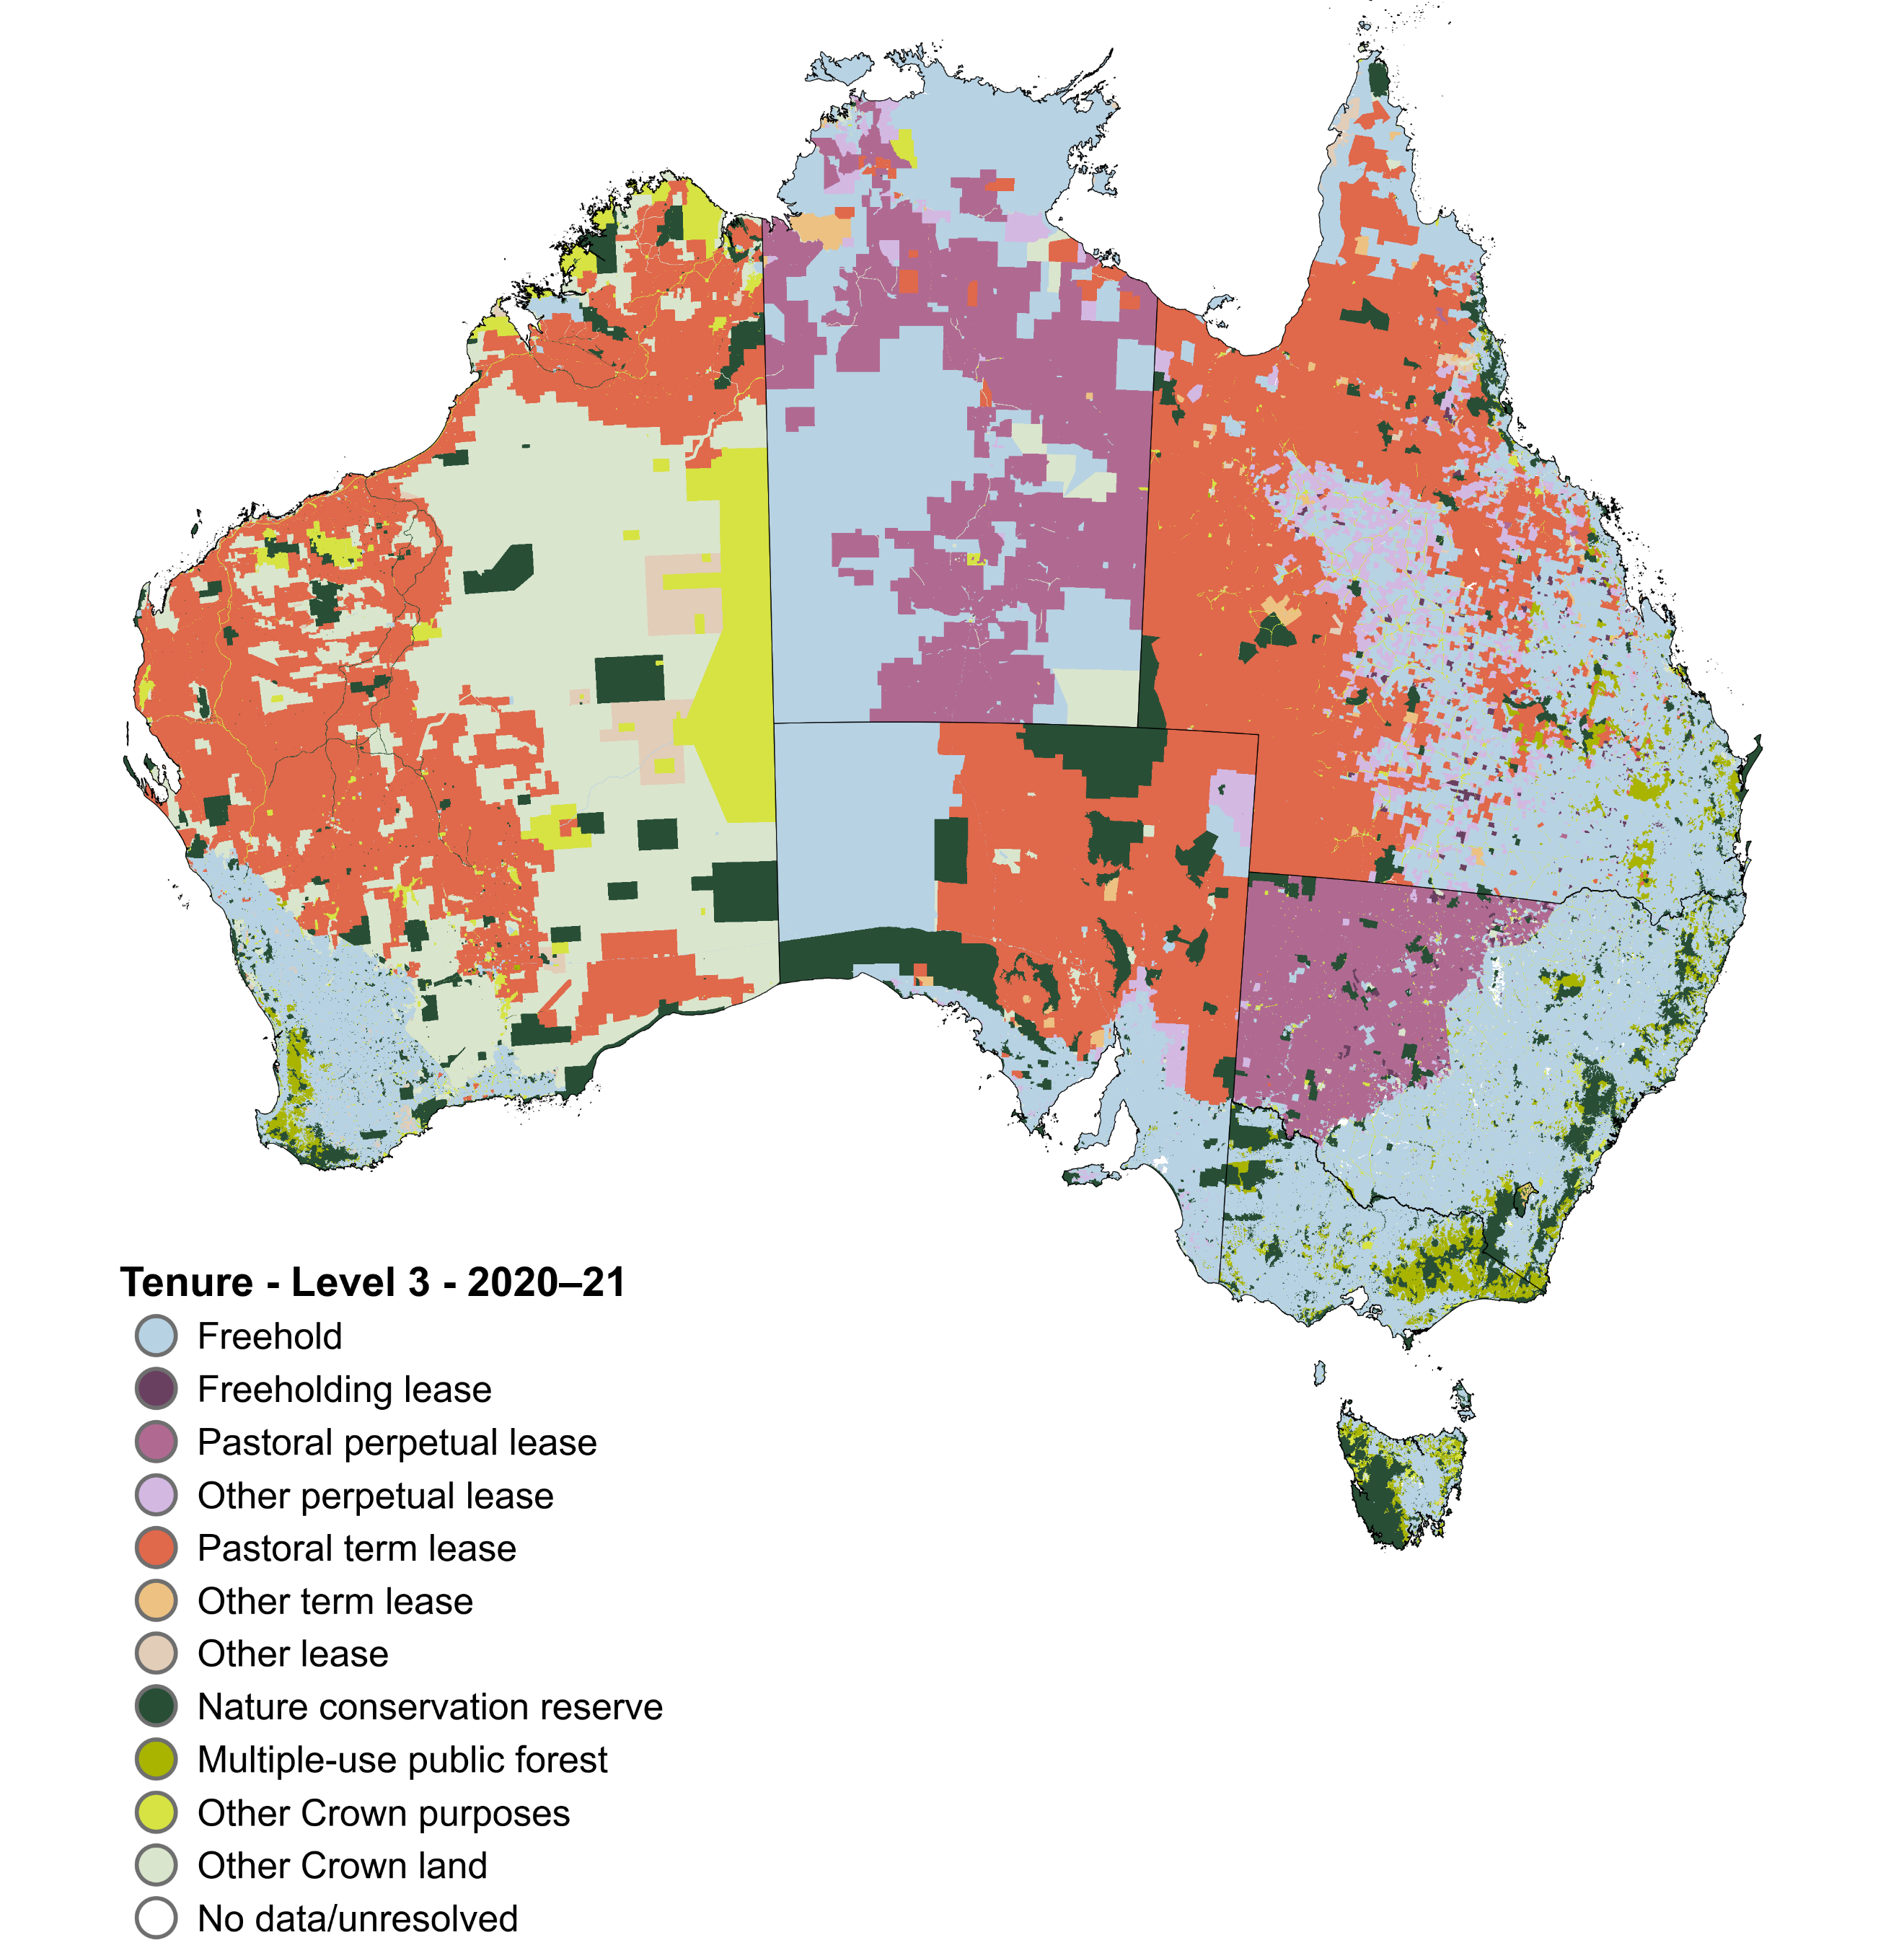 Tenure - Level 3 - 2020–21
Freehold
Freeholding lease
Pastoral perpetual lease
Other perpetual lease
Pastoral term lease
Other term lease
Other lease
Nature conservation reserve
Multiple-use public forest
Other Crown purposes
Other Crown land
No data/unresolved